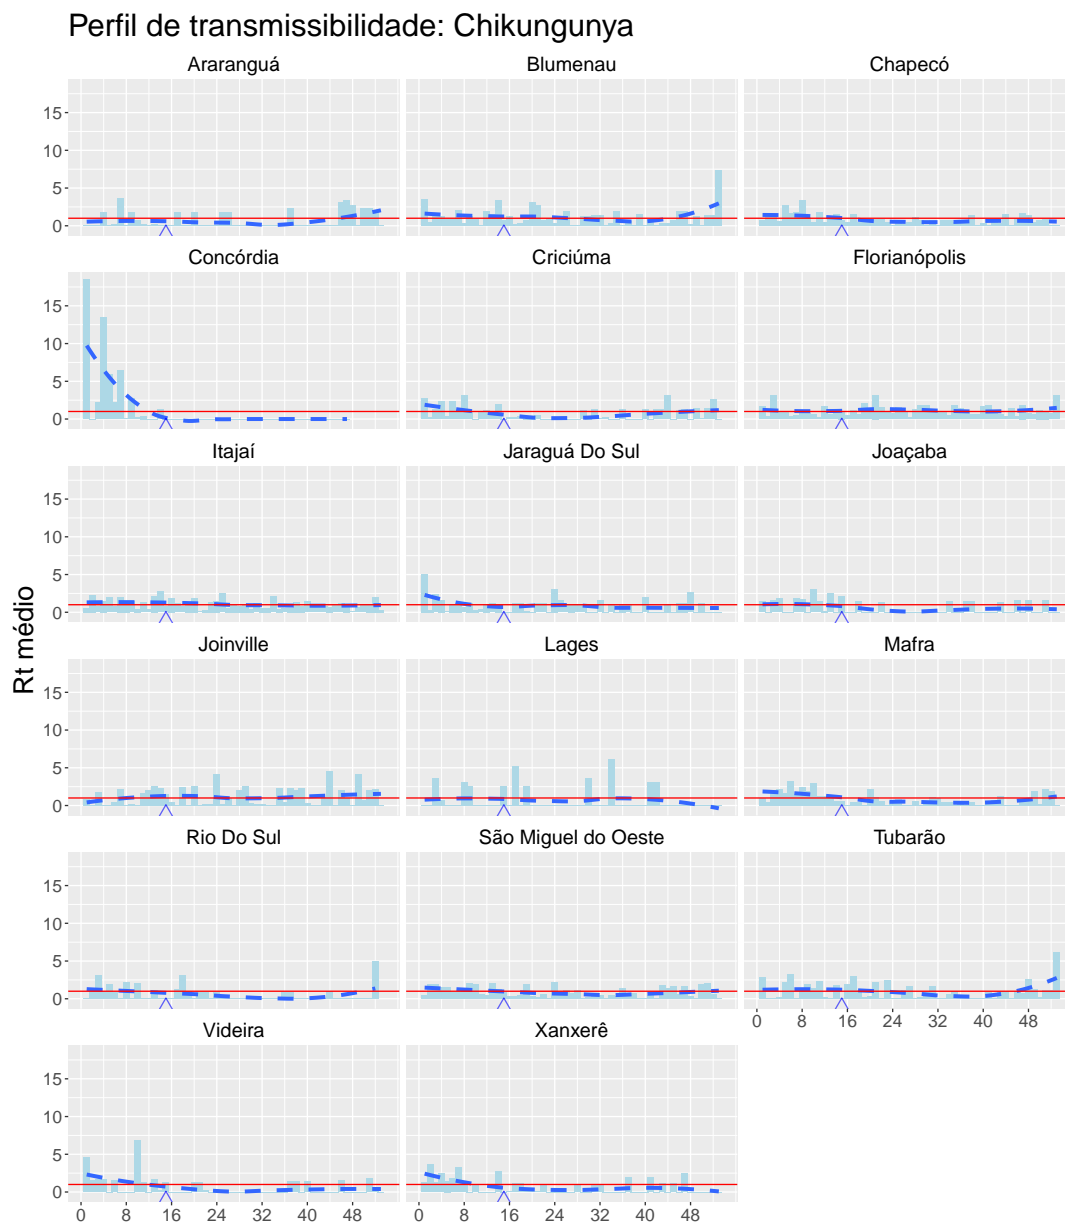 Perfil de transmissibilidade: Chikungunya
Araranguá Blumenau Chapecó
15
10
5
0
Concórdia Criciúma Florianópolis
15
10
5
0
Itajaí Jaraguá Do Sul Joaçaba
15
10
5
0
Rt médio
Joinville Lages Mafra
15
10
5
0
Rio Do Sul São Miguel do Oeste Tubarão
15
10
5
0
0 8 16 24 32 40 48
Videira Xanxerê
15
10
5
0
0 8 16 24 32 40 48 0 8 16 24 32 40 48